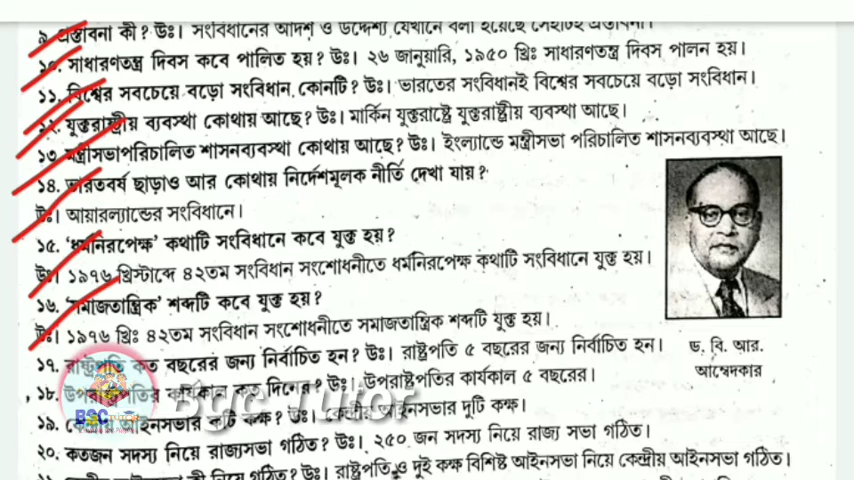 ৯. প্রস্তাবনা কী? উঃ। সংবিধানের আদর্শ ও উদ্দেশ্য যেখানে বলা হয়েছে সেইটাই প্রস্তাবনা।
১০. সাধারণতন্ত্র দিবস কবে পালিত হয়? উঃ। ২৬ জানুয়ারি, ১৯৫০ খ্রিঃ সাধারণতন্ত্র দিবস পালন হয়।
১১. বিশ্বের সবচেয়ে বড়ো সংবিধান কোনটি? উঃ। ভারতের সংবিধানই বিশ্বের সবচেয়ে বড়ো সংবিধান।
১২. যুক্তরাষ্ট্রীয় ব্যবস্থা কোথায় আছে? উঃ। মার্কিন যুক্তরাষ্ট্রে যুক্তরাষ্ট্রীয় ব্যবস্থা আছে।
১৩. মন্ত্রীসভাপরিচালিত শাসনব্যবস্থা কোথায় আছে? উঃ। ইংল্যান্ডে মন্ত্রীসভা পরিচালিত শাসনব্যবস্থা আছে।
১৪. ভারতবর্ষ ছাড়াও আর কোথায় নির্দেশমূলক নীতি দেখা যায়?
উঃ। আয়ারল্যান্ডের সংবিধানে।
১৫. ‘ধর্মনিরপেক্ষ’ কথাটি সংবিধানে কবে যুক্ত হয়?
উঃ। ১৯৭৬ খ্রিস্টাব্দে ৪২তম সংবিধান সংশোধনীতে ধর্মনিরপেক্ষ কথাটি সংবিধানে যুক্ত হয়।
১৬. ‘সমাজতান্ত্রিক’ শব্দটি কবে যুক্ত হয়?
উঃ। ১৯৭৬ খ্রিঃ ৪২তম সংবিধান সংশোধনীতে সমাজতান্ত্রিক শব্দটি যুক্ত হয়।
ড. বি. আর.
আম্বেদকার
১৭. রাষ্ট্রপতি কত বছরের জন্য নির্বাচিত হন? উঃ। রাষ্ট্রপতি ৫ বছরের জন্য নির্বাচিত হন।
১৮. উপরাষ্ট্রপতির কার্যকাল কত দিনের? উঃ। উপরাষ্ট্রপতির কার্যকাল ৫ বছরের।
১৯. কেন্দ্রীয় আইনসভার কটি কক্ষ? উঃ। কেন্দ্রীয় আইনসভার দুটি কক্ষ।
২০. কতজন সদস্য নিয়ে রাজ্যসভা গঠিত? উঃ। ২৫০ জন সদস্য নিয়ে রাজ্য সভা গঠিত।
কেন্দ্রীয় আইনসভা কী নিয়ে গঠিত? উঃ। রাষ্ট্রপতি ও দুই কক্ষ বিশিষ্ট আইনসভা নিয়ে কেন্দ্রীয় আইনসভা গঠিত।
BSC
Bgc Tutor